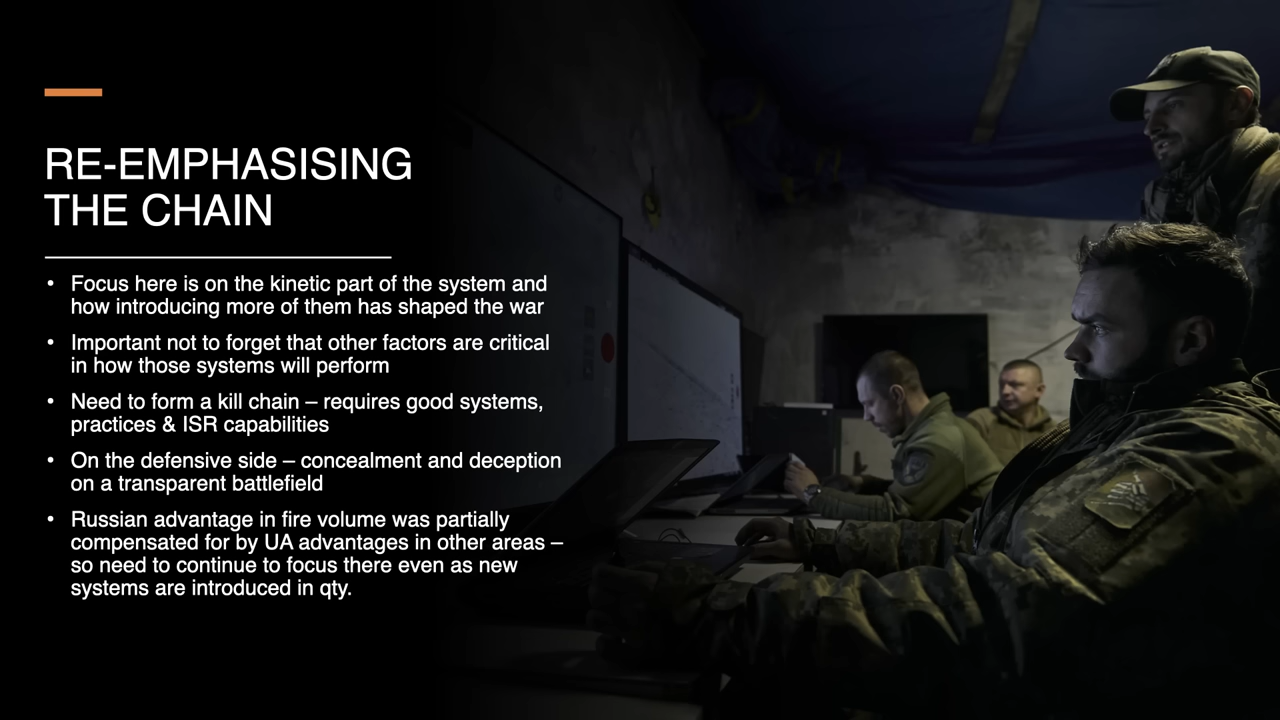 RE-EMPHASISING
THE CHAIN
• Focus here is on the kinetic part of the system and
how introducing more of them has shaped the war
• Important not to forget that other factors are critical
in how those systems will perform
• Need to form a kill chain – requires good systems,
practices & ISR capabilities
• On the defensive side – concealment and deception
on a transparent battlefield
• Russian advantage in fire volume was partially
compensated for by UA advantages in other areas –
so need to continue to focus there even as new
systems are introduced in qty.